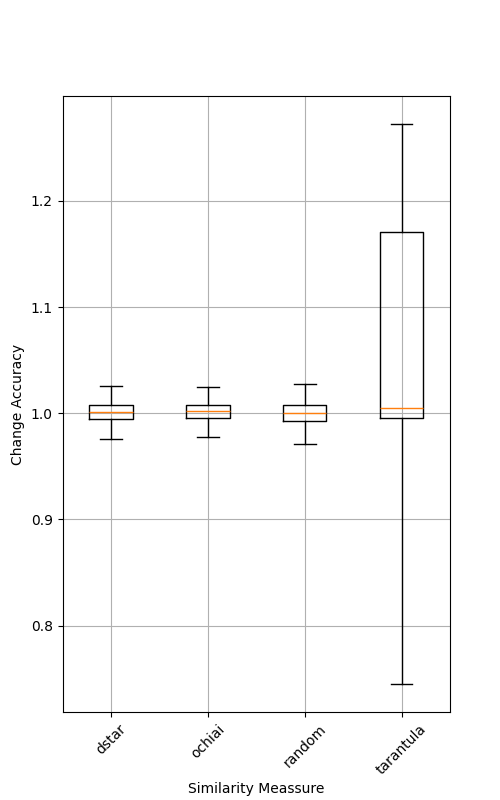 Change Accuracy
1.2
1.1
1.0
0.9
0.8
dstar
ochiai
random
tarantula
Similarity Meassure